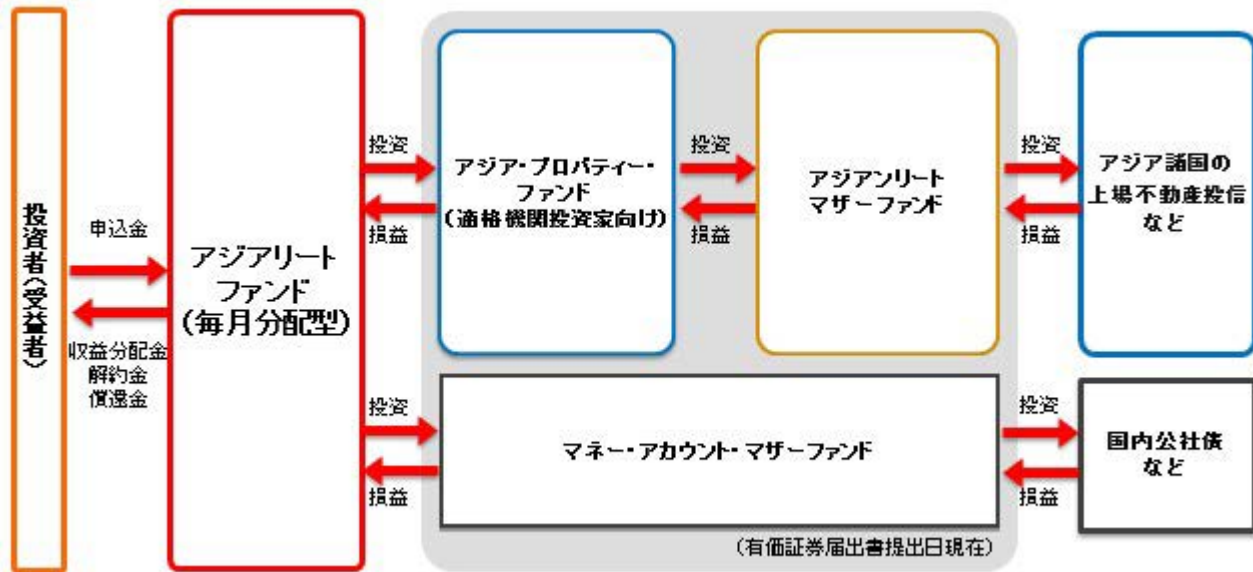 投資者(受益者)
申込金
収益分配金
解約金
償還金
アジアリート
ファンド
(毎月分配型)
投資
損益
アジア・プロパティー・
ファンド
(適格機関投資家向け)
投資
損益
アジアンリート
マザーファンド
投資
損益
アジア諸国の
上場不動産投信
など
投資
損益
マネー・アカウント・マザーファンド
投資
損益
国内公社債
など
(有価証券届出書提出日現在)